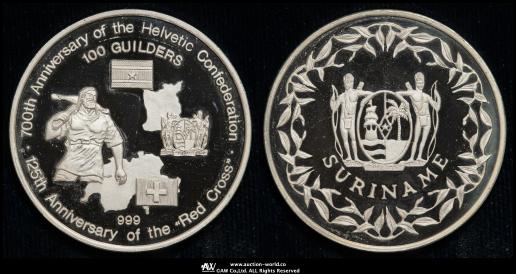 700th Anniversary of the Helvetic Confederation
100 GUILDERS
999
125th Anniversary of the "Red Cross"
SURINAME
www.auction-world.co
©AW Co,Ltd. ALL Rights Reserved